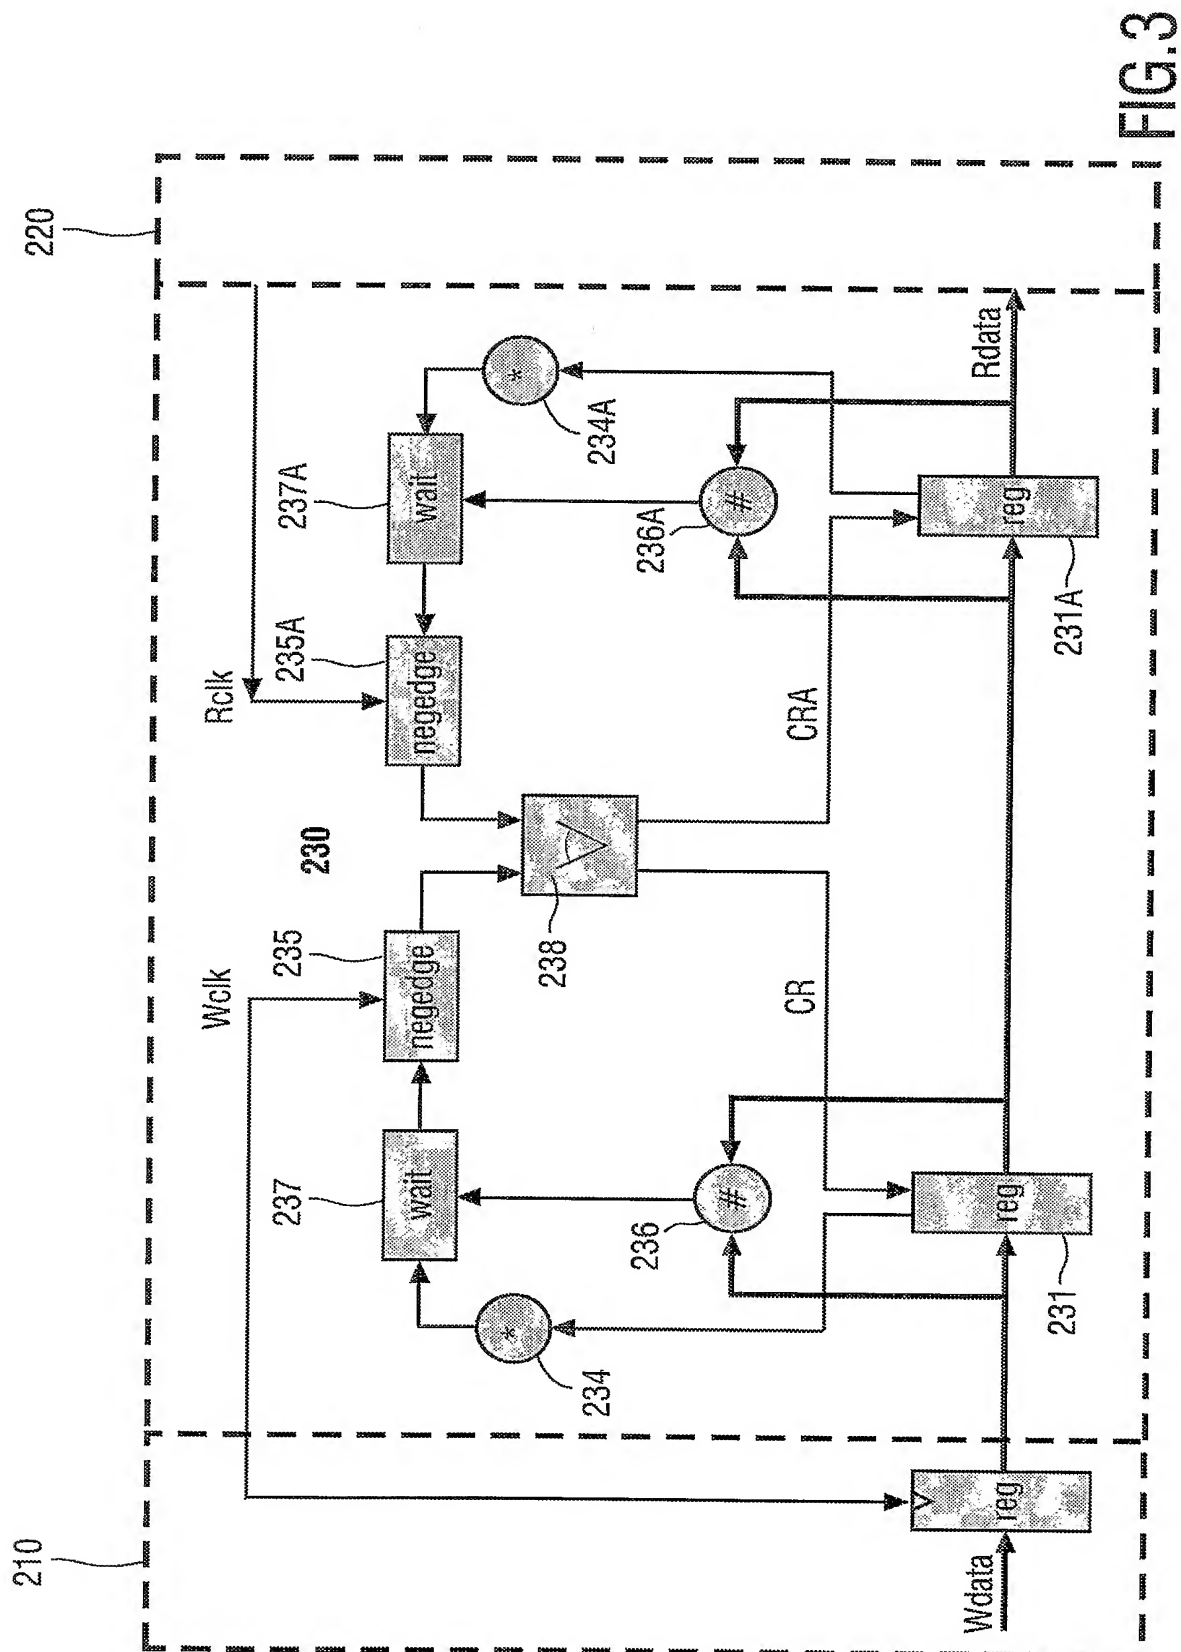 FIG.3
210
220
Wclk
Rclk
230
237
235
235A
237A
wait
negedge
negedge
wait
*
*
234
238
234A
236
#
236A
#
CR
CRA
Wdata
reg
reg
231
reg
231A
Rdata